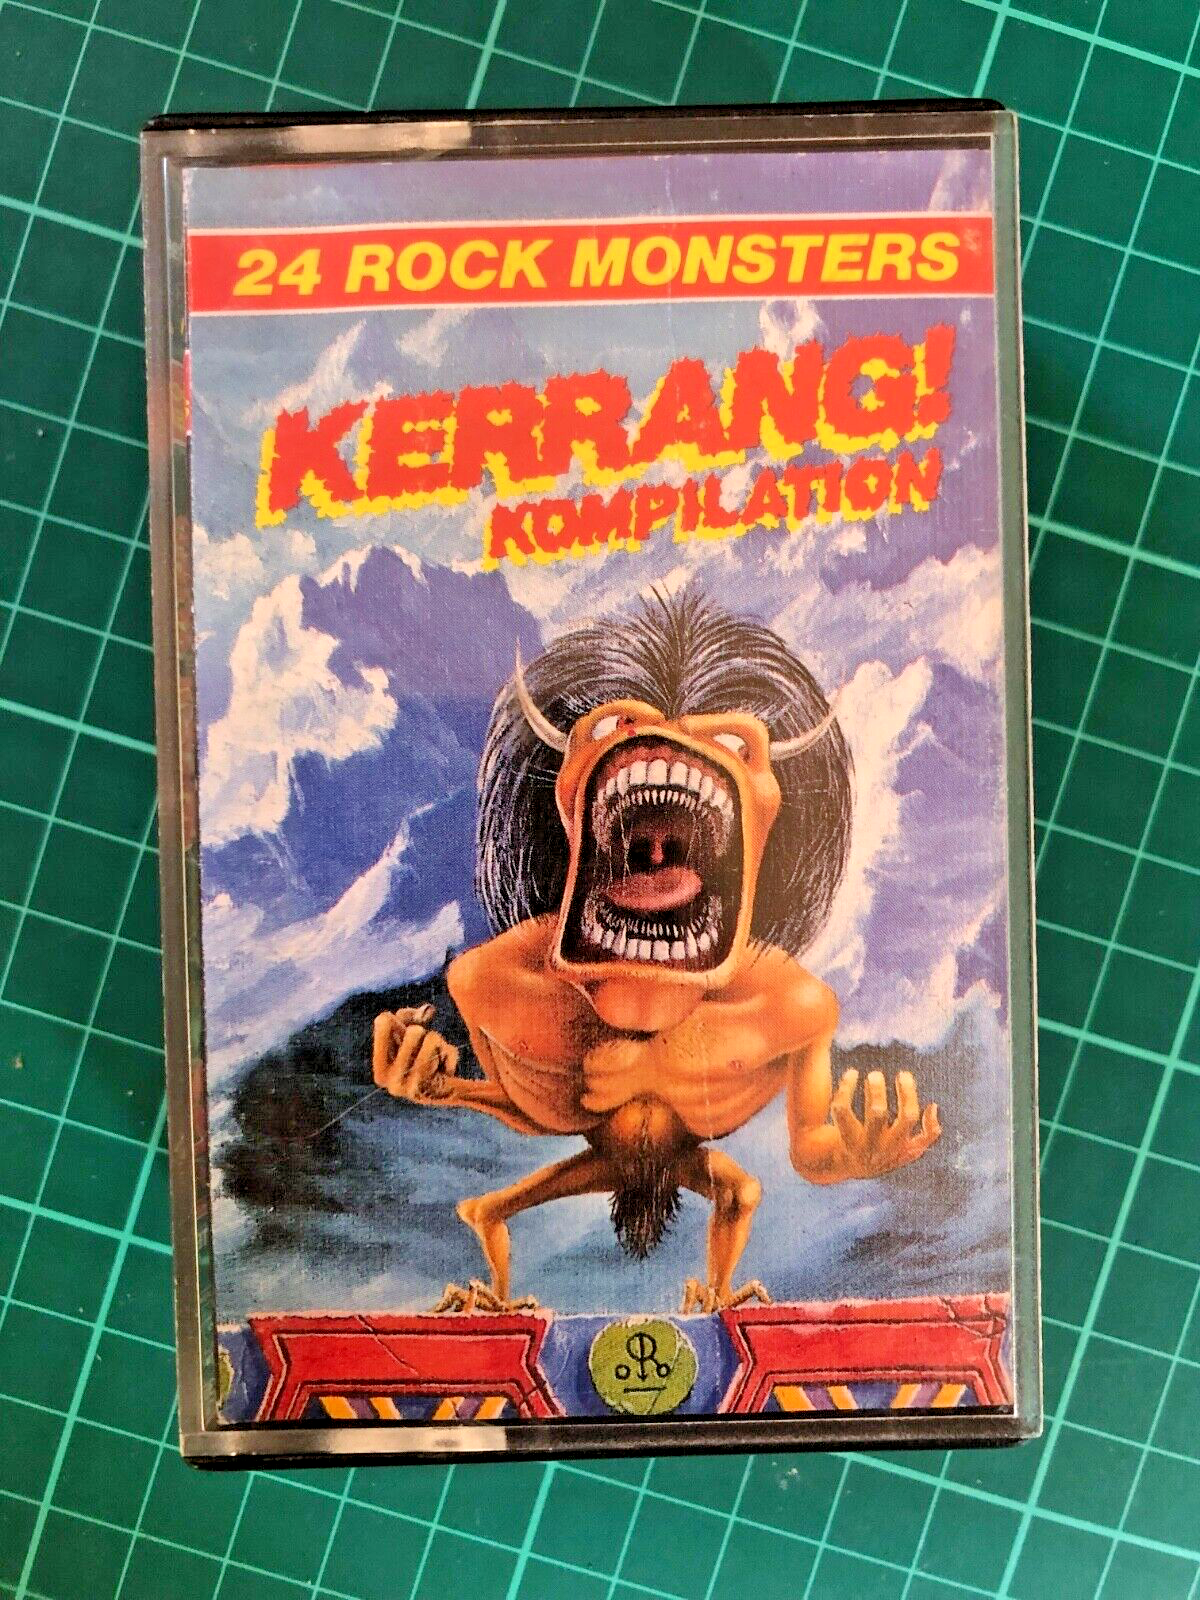 24 ROCK MONSTERS
KERRANG!
KOMPILATION